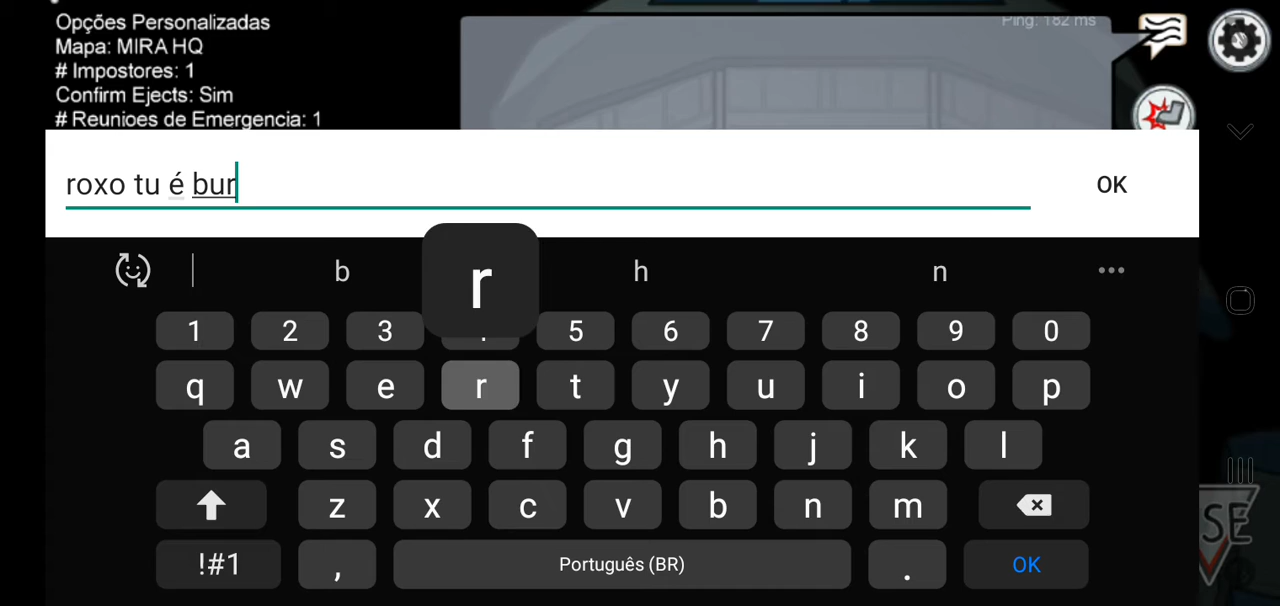 Opções Personalizadas
Mapa: MIRA HQ
# Impostores: 1
Confirm Ejects: Sim
# Reunioes de Emergencia: 1
Ping: 182 ms
roxo tu é bur
OK
b
r
h
n
1 2 3 5 6 7 8 9 0
q w e r t y u i o p
a s d f g h j k l
z x c v b n m
!#1 , Português (BR) . OK
SE